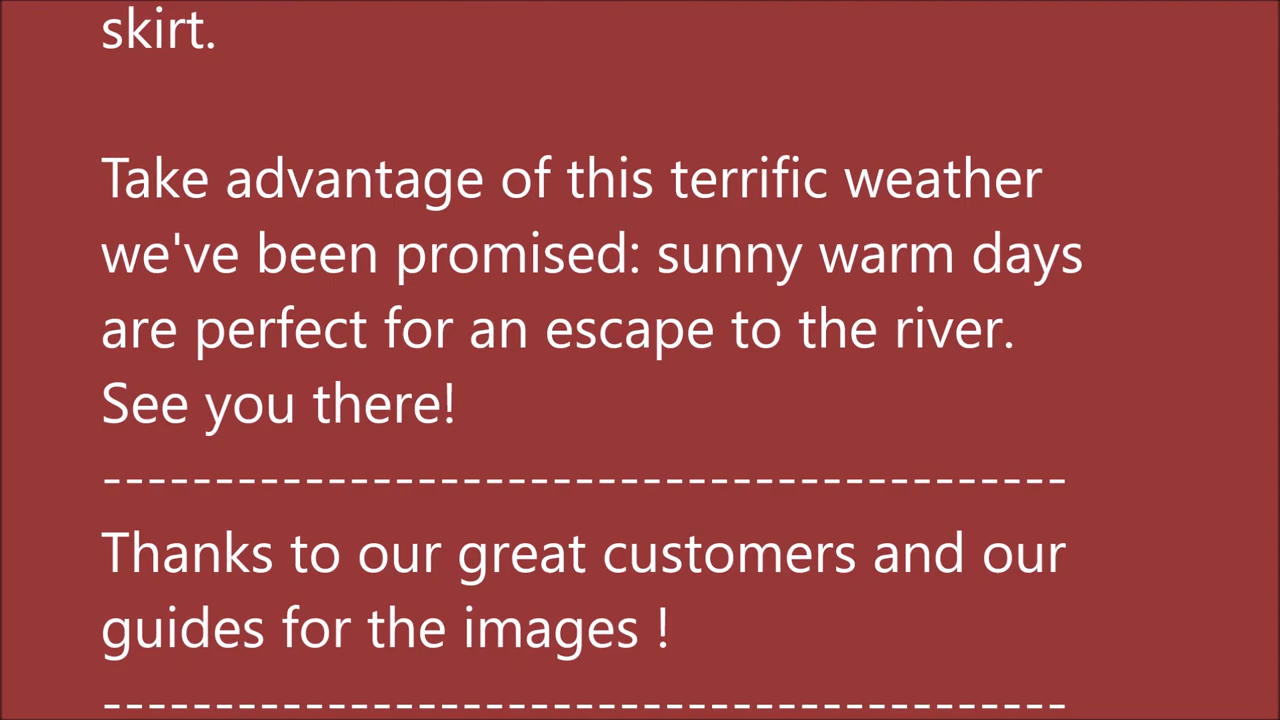 skirt.
Take advantage of this terrific weather
we've been promised: sunny warm days
are perfect for an escape to the river.
See you there!
-------------------------------------------
Thanks to our great customers and our
guides for the images !
-------------------------------------------